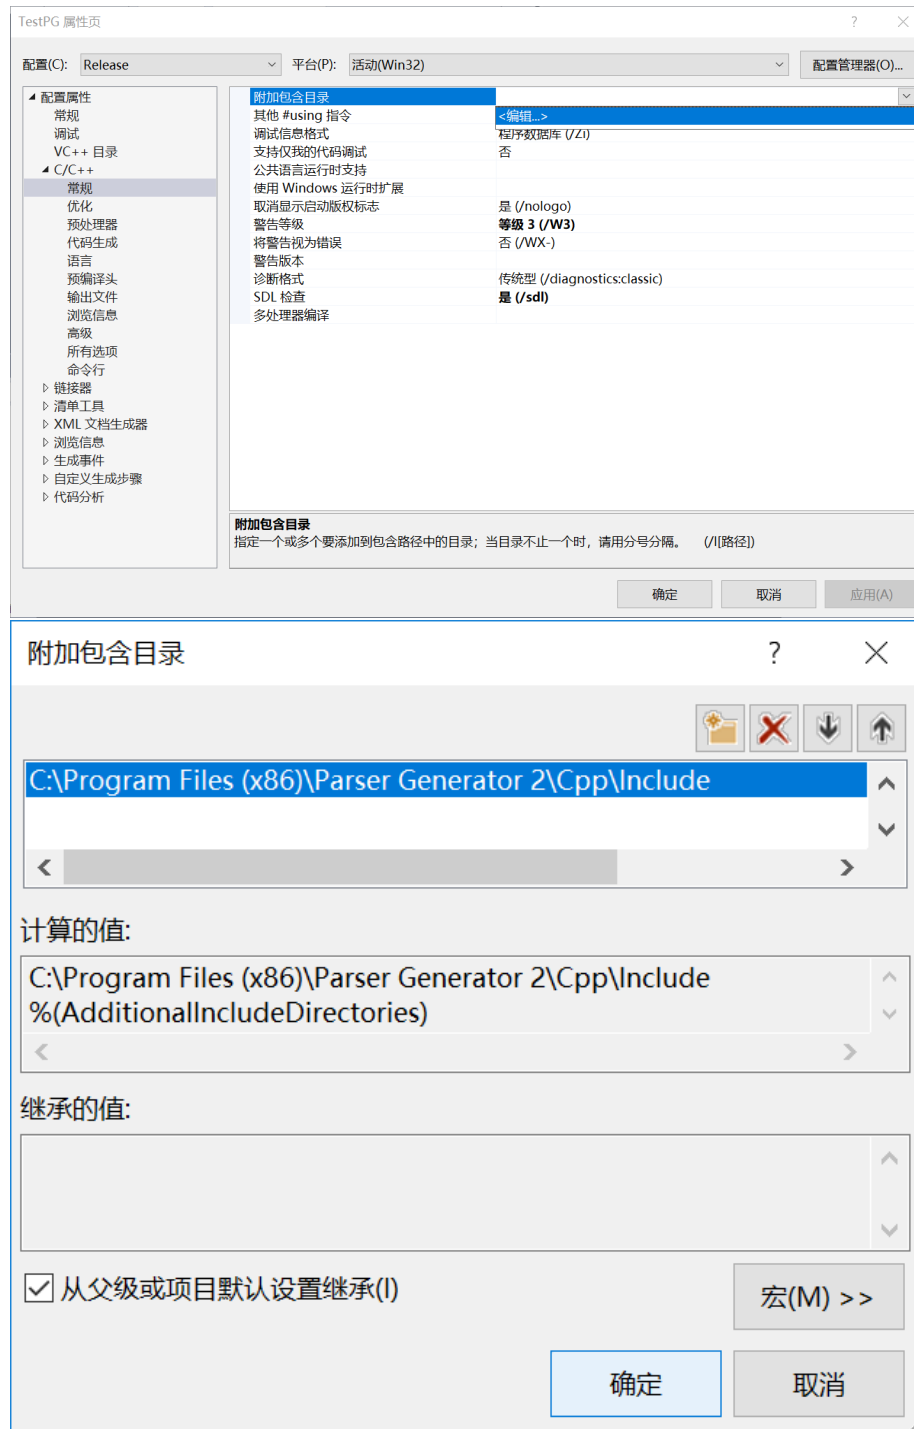 TestPG 属性页
配置(C): Release 平台(P): 活动(Win32) 配置管理器(O)...
配置属性
常规
调试
VC++ 目录
C/C++
常规
优化
预处理器
代码生成
语言
预编译头
输出文件
浏览信息
高级
所有选项
命令行
链接器
清单工具
XML 文档生成器
浏览信息
生成事件
自定义生成步骤
代码分析
附加包含目录
其他 #using 指令 <编辑...>
调试信息格式 程序数据库 (/Zi)
支持仅我的代码调试 否
公共语言运行时支持
使用 Windows 运行时扩展
取消显示启动版权标志 是 (/nologo)
警告等级 等级 3 (/W3)
将警告视为错误 否 (/WX-)
警告版本
诊断格式 传统型 (/diagnostics:classic)
SDL 检查 是 (/sdl)
多处理器编译
附加包含目录
指定一个或多个要添加到包含路径中的目录；当目录不止一个时，请用分号分隔。 (/I[路径])
确定 取消 应用(A)
附加包含目录
C:\Program Files (x86)\Parser Generator 2\Cpp\Include
计算的值:
C:\Program Files (x86)\Parser Generator 2\Cpp\Include
%(AdditionalIncludeDirectories)
继承的值:
从父级或项目默认设置继承(I)
宏(M) >>
确定 取消